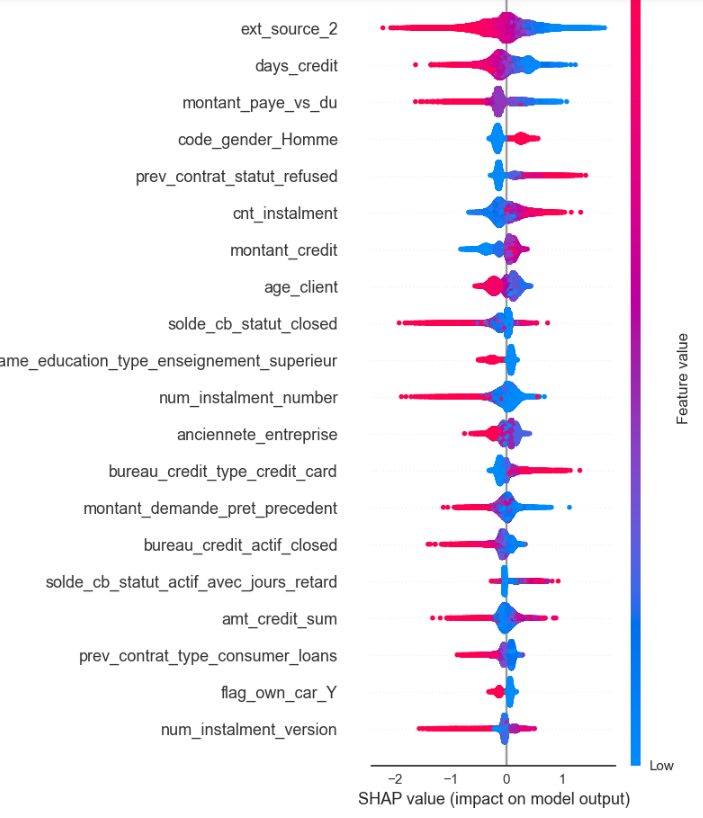 ext_source_2
days_credit
montant_paye_vs_du
code_gender_Homme
prev_contrat_statut_refused
cnt_instalment
montant_credit
age_client
solde_cb_statut_closed
ame_education_type_enseignement_superieur
num_instalment_number
anciennete_entreprise
bureau_credit_type_credit_card
montant_demande_pret_precedent
bureau_credit_actif_closed
solde_cb_statut_actif_avec_jours_retard
amt_credit_sum
prev_contrat_type_consumer_loans
flag_own_car_Y
num_instalment_version
−2 −1 0 1
SHAP value (impact on model output)
Low
Feature value